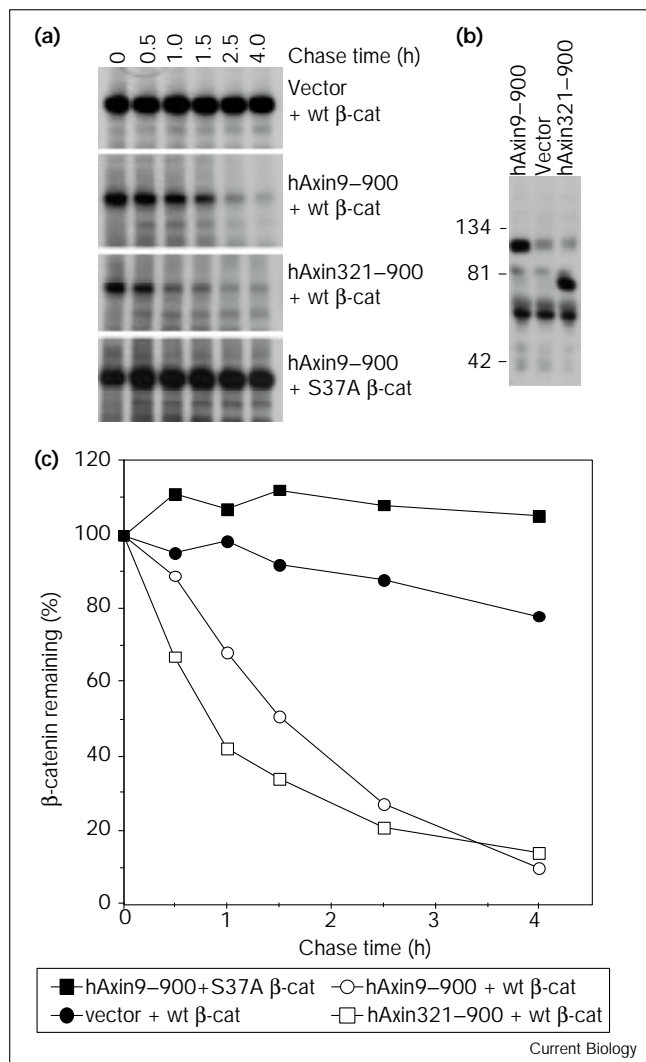 (a)
0 0.5 1.0 1.5 2.5 4.0 Chase time (h)
Vector
+ wt β-cat
hAxin9–900
+ wt β-cat
hAxin321–900
+ wt β-cat
hAxin9–900
+ S37A β-cat
(b)
hAxin9–900
Vector
hAxin321–900
134
81
42
(c)
120
100
80
60
40
20
0
β-catenin remaining (%)
0 1 2 3 4
Chase time (h)
hAxin9–900+S37A β-cat
hAxin9–900 + wt β-cat
vector + wt β-cat
hAxin321–900 + wt β-cat
Current Biology